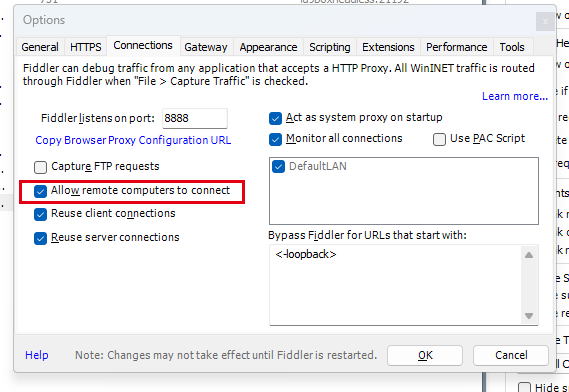 Options
General HTTPS Connections Gateway Appearance Scripting Extensions Performance Tools
Fiddler can debug traffic from any application that accepts a HTTP Proxy. All WinINET traffic is routed
through Fiddler when "File > Capture Traffic" is checked.
Learn more...
Fiddler listens on port: 8888
Copy Browser Proxy Configuration URL
Capture FTP requests
Allow remote computers to connect
Reuse client connections
Reuse server connections
Act as system proxy on startup
Monitor all connections Use PAC Script
DefaultLAN
Bypass Fiddler for URLs that start with:
<-loopback>
Help Note: Changes may not take effect until Fiddler is restarted. OK Cancel
Hide s